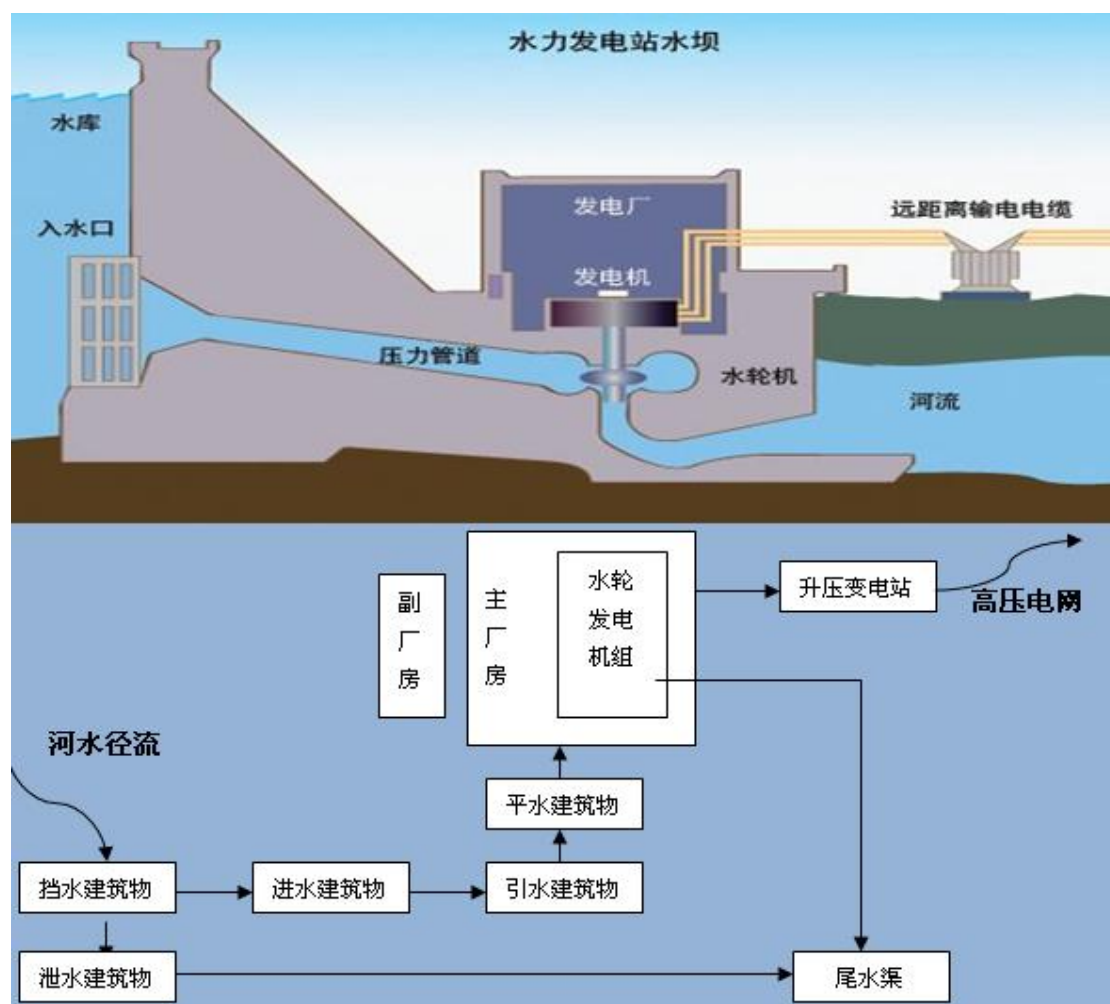 水力发电站水坝
水库
入水口
发电厂
远距离输电电缆
发电机
压力管道
水轮机
河流
副
厂
房
主
厂
房
水轮
发电
机组
升压变电站
高压电网
河水径流
平水建筑物
挡水建筑物
进水建筑物
引水建筑物
泄水建筑物
尾水渠